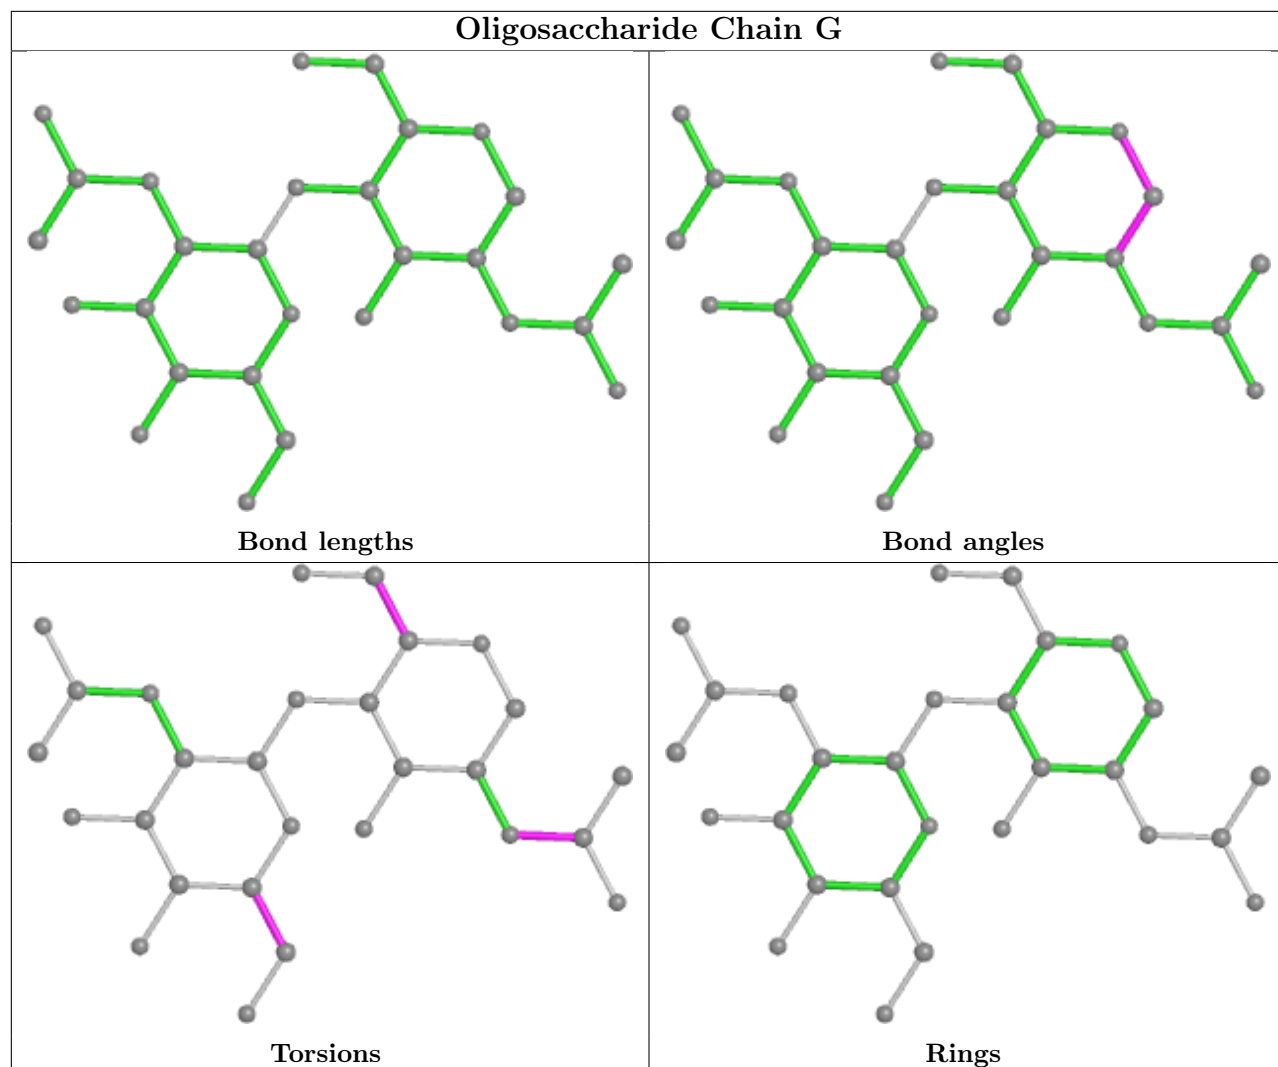 Oligosaccharide Chain G
Bond lengths
Bond angles
Torsions
Rings